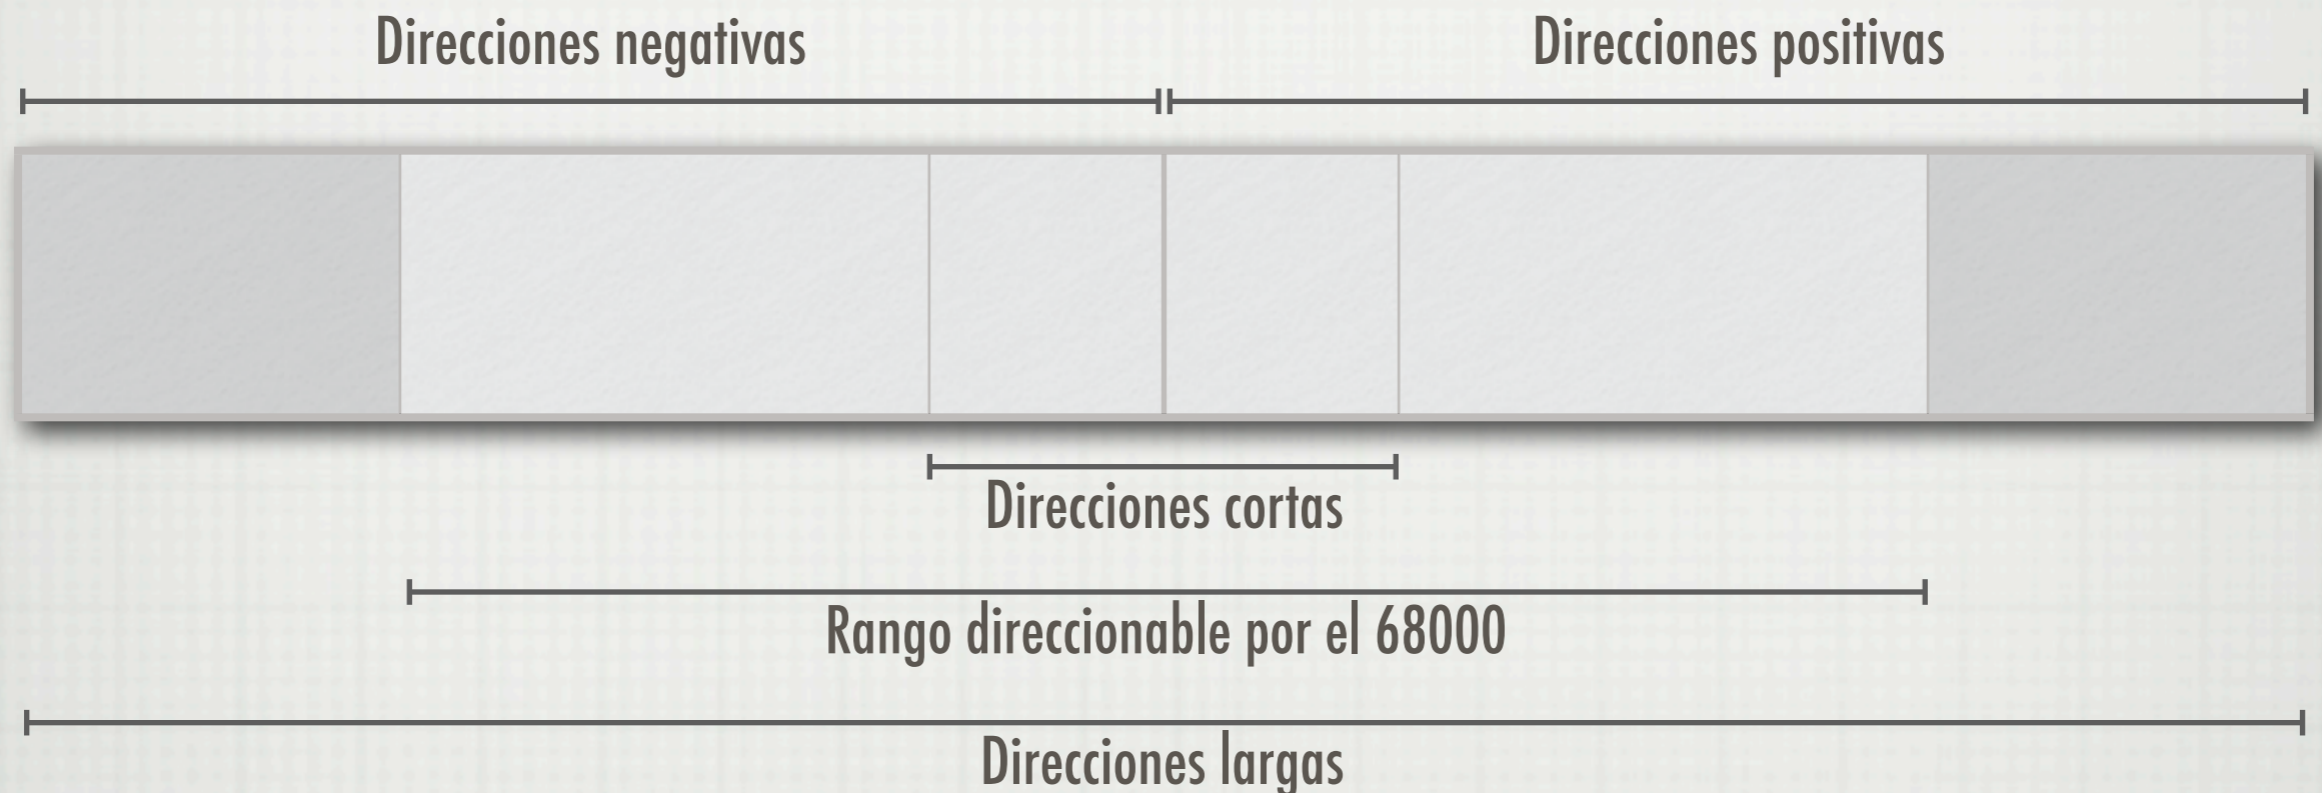 Direcciones negativas
Direcciones positivas
Direcciones cortas
Rango direccionable por el 68000
Direcciones largas